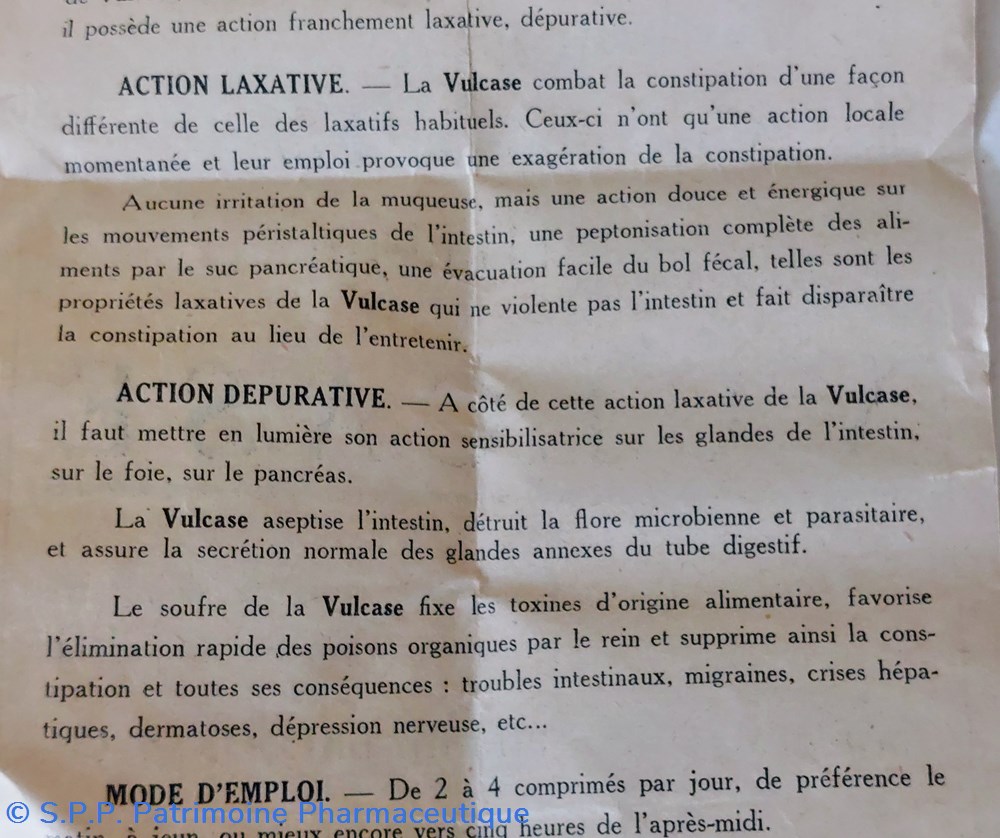 il possède une action franchement laxative, dépurative.
ACTION LAXATIVE. — La Vulcase combat la constipation d'une façon
différente de celle des laxatifs habituels. Ceux-ci n'ont qu'une action locale
momentanée et leur emploi provoque une exagération de la constipation.
Aucune irritation de la muqueuse, mais une action douce et énergique sur
les mouvements péristaltiques de l'intestin, une peptonisation complète des ali-
ments par le suc pancréatique, une évacuation facile du bol fécal, telles sont les
propriétés laxatives de la Vulcase qui ne violente pas l'intestin et fait disparaître
la constipation au lieu de l'entretenir.
ACTION DEPURATIVE. — A côté de cette action laxative de la Vulcase,
il faut mettre en lumière son action sensibilisatrice sur les glandes de l'intestin,
sur le foie, sur le pancréas.
La Vulcase aseptise l'intestin, détruit la flore microbienne et parasitaire,
et assure la secrétion normale des glandes annexes du tube digestif.
Le soufre de la Vulcase fixe les toxines d'origine alimentaire, favorise
l'élimination rapide des poisons organiques par le rein et supprime ainsi la cons-
tipation et toutes ses conséquences : troubles intestinaux, migraines, crises hépa-
tiques, dermatoses, dépression nerveuse, etc...
MODE D'EMPLOI. — De 2 à 4 comprimés par jour, de préférence le
matin, à jeun, ou mieux encore vers cinq heures de l'après-midi.
© S.P.P. Patrimoine Pharmaceutique